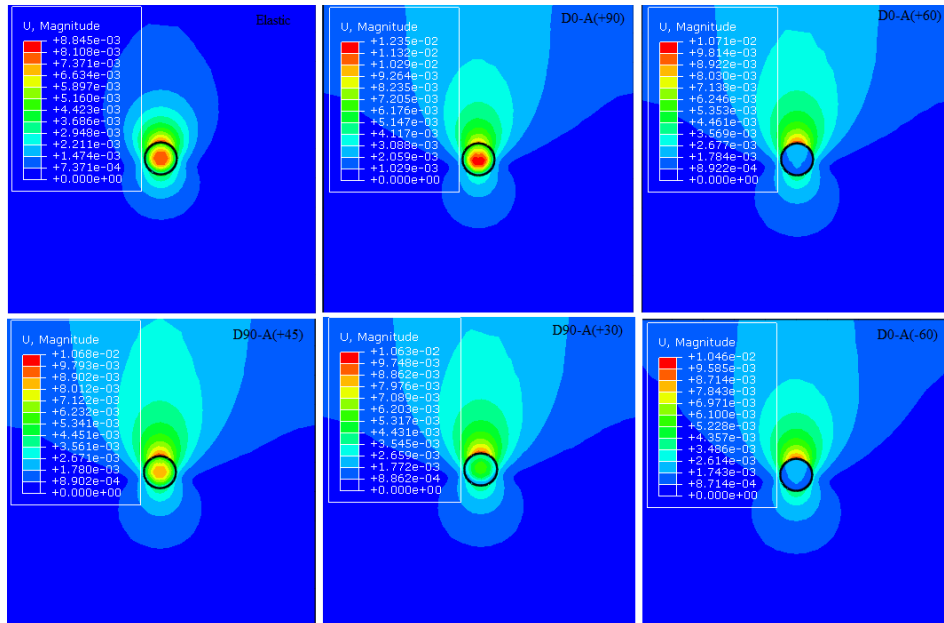 Elastic
U, Magnitude
+8.845e-03
+8.108e-03
+7.371e-03
+6.634e-03
+5.897e-03
+5.160e-03
+4.423e-03
+3.686e-03
+2.948e-03
+2.211e-03
+1.474e-03
+7.371e-04
+0.000e+00
D0-A(+90)
U, Magnitude
+1.235e-02
+1.132e-02
+1.029e-02
+9.264e-03
+8.235e-03
+7.205e-03
+6.176e-03
+5.147e-03
+4.117e-03
+3.088e-03
+2.059e-03
+1.029e-03
+0.000e+00
D0-A(+60)
U, Magnitude
+1.071e-02
+9.814e-03
+8.922e-03
+8.030e-03
+7.138e-03
+6.246e-03
+5.353e-03
+4.461e-03
+3.569e-03
+2.677e-03
+1.784e-03
+8.922e-04
+0.000e+00
D90-A(+45)
U, Magnitude
+1.068e-02
+9.793e-03
+8.902e-03
+8.012e-03
+7.122e-03
+6.232e-03
+5.341e-03
+4.451e-03
+3.561e-03
+2.671e-03
+1.780e-03
+8.902e-04
+0.000e+00
D90-A(+30)
U, Magnitude
+1.063e-02
+9.748e-03
+8.862e-03
+7.976e-03
+7.089e-03
+6.203e-03
+5.317e-03
+4.431e-03
+3.545e-03
+2.659e-03
+1.772e-03
+8.862e-04
+0.000e+00
D0-A(-60)
U, Magnitude
+1.046e-02
+9.585e-03
+8.714e-03
+7.843e-03
+6.971e-03
+6.100e-03
+5.228e-03
+4.357e-03
+3.486e-03
+2.614e-03
+1.743e-03
+8.714e-04
+0.000e+00